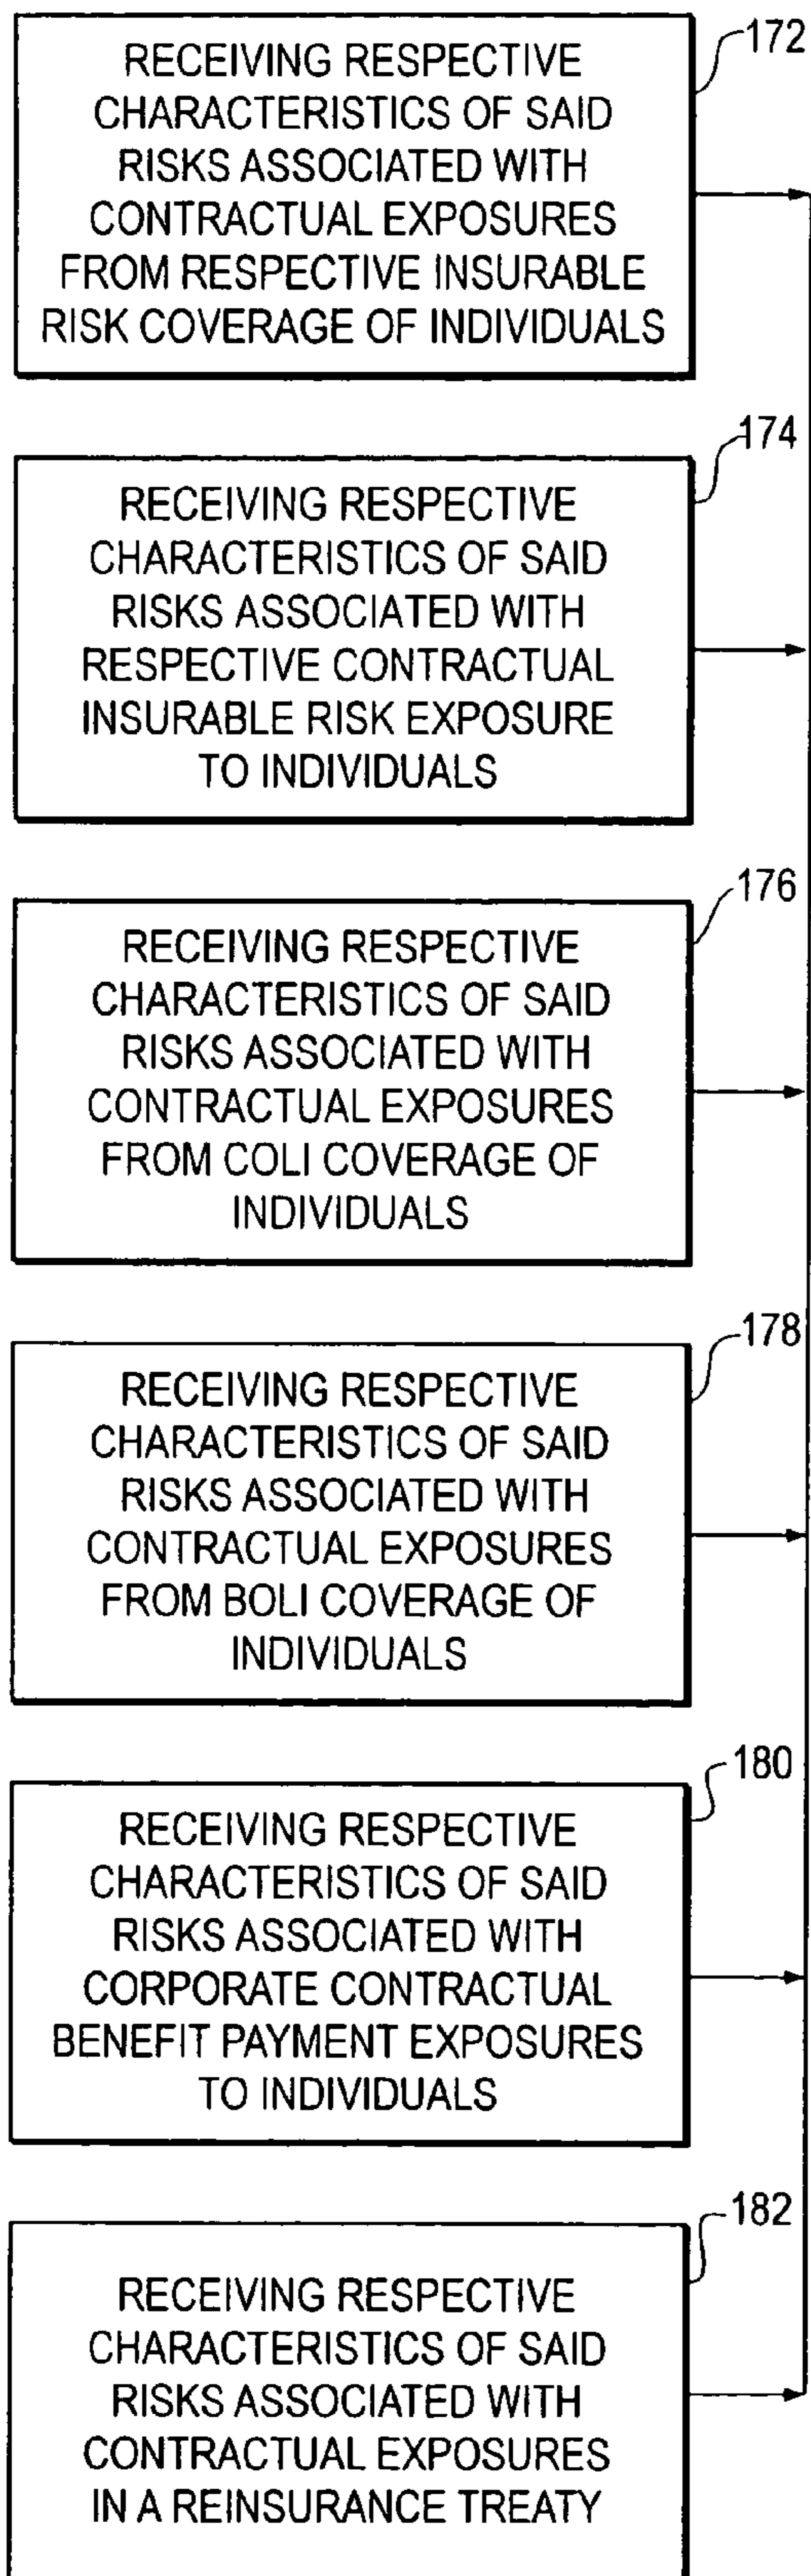 172
RECEIVING RESPECTIVE
CHARACTERISTICS OF SAID
RISKS ASSOCIATED WITH
CONTRACTUAL EXPOSURES
FROM RESPECTIVE INSURABLE
RISK COVERAGE OF INDIVIDUALS
174
RECEIVING RESPECTIVE
CHARACTERISTICS OF SAID
RISKS ASSOCIATED WITH
RESPECTIVE CONTRACTUAL
INSURABLE RISK EXPOSURE
TO INDIVIDUALS
176
RECEIVING RESPECTIVE
CHARACTERISTICS OF SAID
RISKS ASSOCIATED WITH
CONTRACTUAL EXPOSURES
FROM COLI COVERAGE OF
INDIVIDUALS
178
RECEIVING RESPECTIVE
CHARACTERISTICS OF SAID
RISKS ASSOCIATED WITH
CONTRACTUAL EXPOSURES
FROM BOLI COVERAGE OF
INDIVIDUALS
180
RECEIVING RESPECTIVE
CHARACTERISTICS OF SAID
RISKS ASSOCIATED WITH
CORPORATE CONTRACTUAL
BENEFIT PAYMENT EXPOSURES
TO INDIVIDUALS
182
RECEIVING RESPECTIVE
CHARACTERISTICS OF SAID
RISKS ASSOCIATED WITH
CONTRACTUAL EXPOSURES
IN A REINSURANCE TREATY